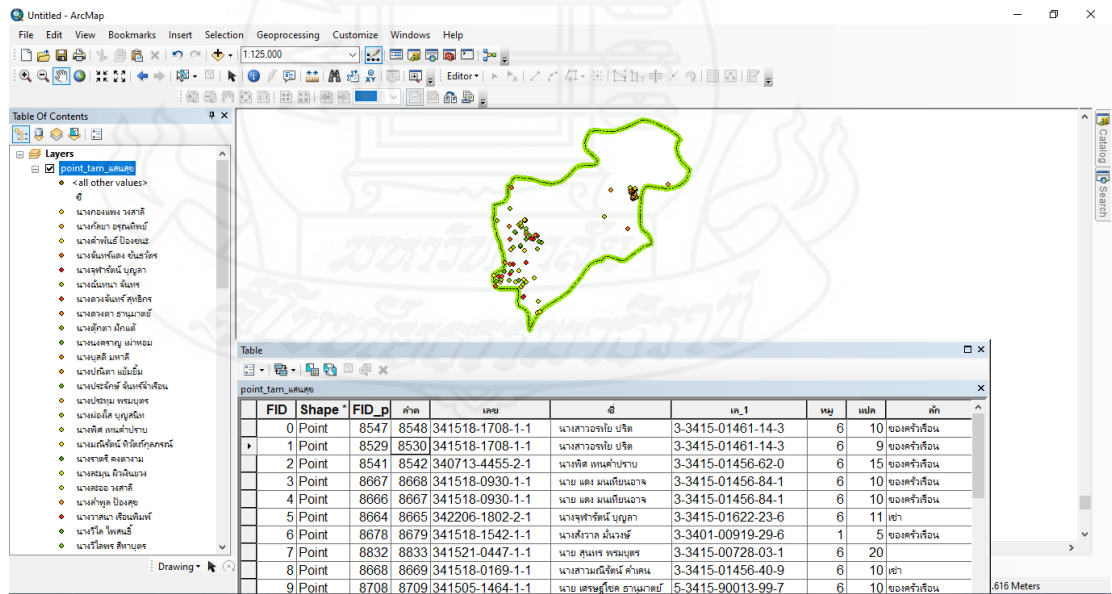 Untitled - ArcMap
File Edit View Bookmarks Insert Selection Geoprocessing Customize Windows Help
1:125,000
Editor
Table Of Contents
Layers
point_tam_แสนสุข
<all other values>
ชื่
นางกองแพง วงสาลี
นางกัลยา อรุณทิพย์
นางคำพันธ์ ป้องขนะ
นางจันทร์แดง ขันธวัตร
นางจุฬารัตน์ บุญลา
นางฉันทนา จันทร
นางดวงจันทร์ สุทธิกร
นางดวงตา ธานุมาตย์
นางตุ๊กตา ผักแต้
นางนงคราญ เผ่าหอม
นางบุสดี มหาลี
นางปณิตา แย้มยิ้ม
นางประลักษ์ จันทร์จำเรือน
นางประทุม พรมบุตร
นางผ่องใส บุญสนิท
นางพิศ แทนคำปราบ
นางมณีรัตน์ ทิวัตถ์กุลภรณ์
นางราตรี คงตางาม
นางละมุน ผิวผันยวง
นางละออ วงสาลี
นางลำพูล ป้องสุข
นางวาสนา เรือนพิมพ์
นางวิไล ไพศนธิ์
นางวิไลพร สีหาบุตร
Drawing
Catalog
Search
Table
point_tam_แสนสุข
FID Shape * FID_p ลำด เลข ชื่ เล_1 หมู่ แปล ลัก
0 Point 8547 8548 341518-1708-1-1 นางสาวอรทัย ปริต 3-3415-01461-14-3 6 10 ของครัวเรือน
1 Point 8529 8530 341518-1708-1-1 นางสาวอรทัย ปริต 3-3415-01461-14-3 6 9 ของครัวเรือน
2 Point 8541 8542 340713-4455-2-1 นางพิศ แทนคำปราบ 3-3415-01456-62-0 6 15 ของครัวเรือน
3 Point 8667 8668 341518-0930-1-1 นาย แดง มนเทียนอาจ 3-3415-01456-84-1 6 10 ของครัวเรือน
4 Point 8666 8667 341518-0930-1-1 นาย แดง มนเทียนอาจ 3-3415-01456-84-1 6 10 ของครัวเรือน
5 Point 8664 8665 342206-1802-2-1 นางจุฬารัตน์ บุญลา 3-3415-01622-23-6 6 11 เช่า
6 Point 8678 8679 341518-1542-1-1 นางสังวาล มั่นวงษ์ 3-3401-00919-29-6 1 5 ของครัวเรือน
7 Point 8832 8833 341521-0447-1-1 นาย สุนทร พรมบุตร 3-3415-00728-03-1 6 20
8 Point 8668 8669 341518-0169-1-1 นางสาวมณีรัตน์ คำเคน 3-3415-01456-40-9 6 10 เช่า
9 Point 8708 8709 341505-1464-1-1 นาย เศรษฐโชค ธานุมาตย์ 5-3415-90013-99-7 6 10 ของครัวเรือน
.616 Meters